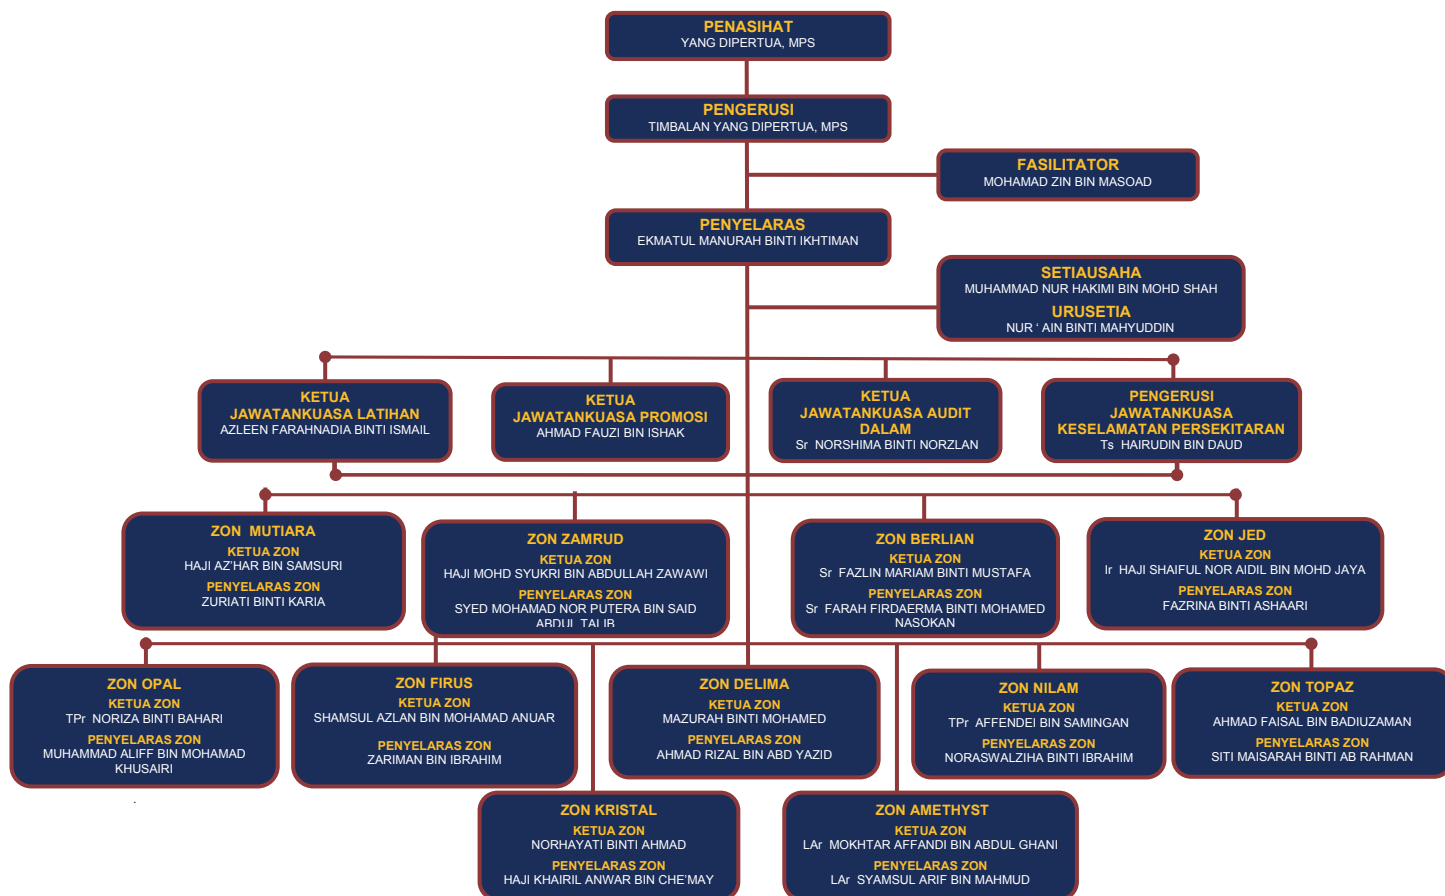 PENASIHAT
YANG DIPERTUA, MPS
PENGERUSI
TIMBALAN YANG DIPERTUA, MPS
FASILITATOR
MOHAMAD ZIN BIN MASOAD
PENYELARAS
EKMATUL MANURAH BINTI IKHTIMAN
SETIAUSAHA
MUHAMMAD NUR HAKIMI BIN MOHD SHAH
URUSETIA
NUR ‘ AIN BINTI MAHYUDDIN
KETUA
JAWATANKUASA LATIHAN
AZLEEN FARAHNADIA BINTI ISMAIL
KETUA
JAWATANKUASA PROMOSI
AHMAD FAUZI BIN ISHAK
KETUA
JAWATANKUASA AUDIT
DALAM
Sr NORSHIMA BINTI NORZLAN
PENGERUSI
JAWATANKUASA
KESELAMATAN PERSEKITARAN
Ts HAIRUDIN BIN DAUD
ZON MUTIARA
KETUA ZON
HAJI AZ'HAR BIN SAMSURI
PENYELARAS ZON
ZURIATI BINTI KARIA
ZON ZAMRUD
KETUA ZON
HAJI MOHD SYUKRI BIN ABDULLAH ZAWAWI
PENYELARAS ZON
SYED MOHAMAD NOR PUTERA BIN SAID
ABDUL TALIB
ZON BERLIAN
KETUA ZON
Sr FAZLIN MARIAM BINTI MUSTAFA
PENYELARAS ZON
Sr FARAH FIRDAERMA BINTI MOHAMED
NASOKAN
ZON JED
KETUA ZON
Ir HAJI SHAIFUL NOR AIDIL BIN MOHD JAYA
PENYELARAS ZON
FAZRINA BINTI ASHAARI
ZON OPAL
KETUA ZON
TPr NORIZA BINTI BAHARI
PENYELARAS ZON
MUHAMMAD ALIFF BIN MOHAMAD
KHUSAIRI
ZON FIRUS
KETUA ZON
SHAMSUL AZLAN BIN MOHAMAD ANUAR
PENYELARAS ZON
ZARIMAN BIN IBRAHIM
ZON DELIMA
KETUA ZON
MAZURAH BINTI MOHAMED
PENYELARAS ZON
AHMAD RIZAL BIN ABD YAZID
ZON NILAM
KETUA ZON
TPr AFFENDEI BIN SAMINGAN
PENYELARAS ZON
NORASWALZIHA BINTI IBRAHIM
ZON TOPAZ
KETUA ZON
AHMAD FAISAL BIN BADIUZAMAN
PENYELARAS ZON
SITI MAISARAH BINTI AB RAHMAN
ZON KRISTAL
KETUA ZON
NORHAYATI BINTI AHMAD
PENYELARAS ZON
HAJI KHAIRIL ANWAR BIN CHE'MAY
ZON AMETHYST
KETUA ZON
LAr MOKHTAR AFFANDI BIN ABDUL GHANI
PENYELARAS ZON
LAr SYAMSUL ARIF BIN MAHMUD